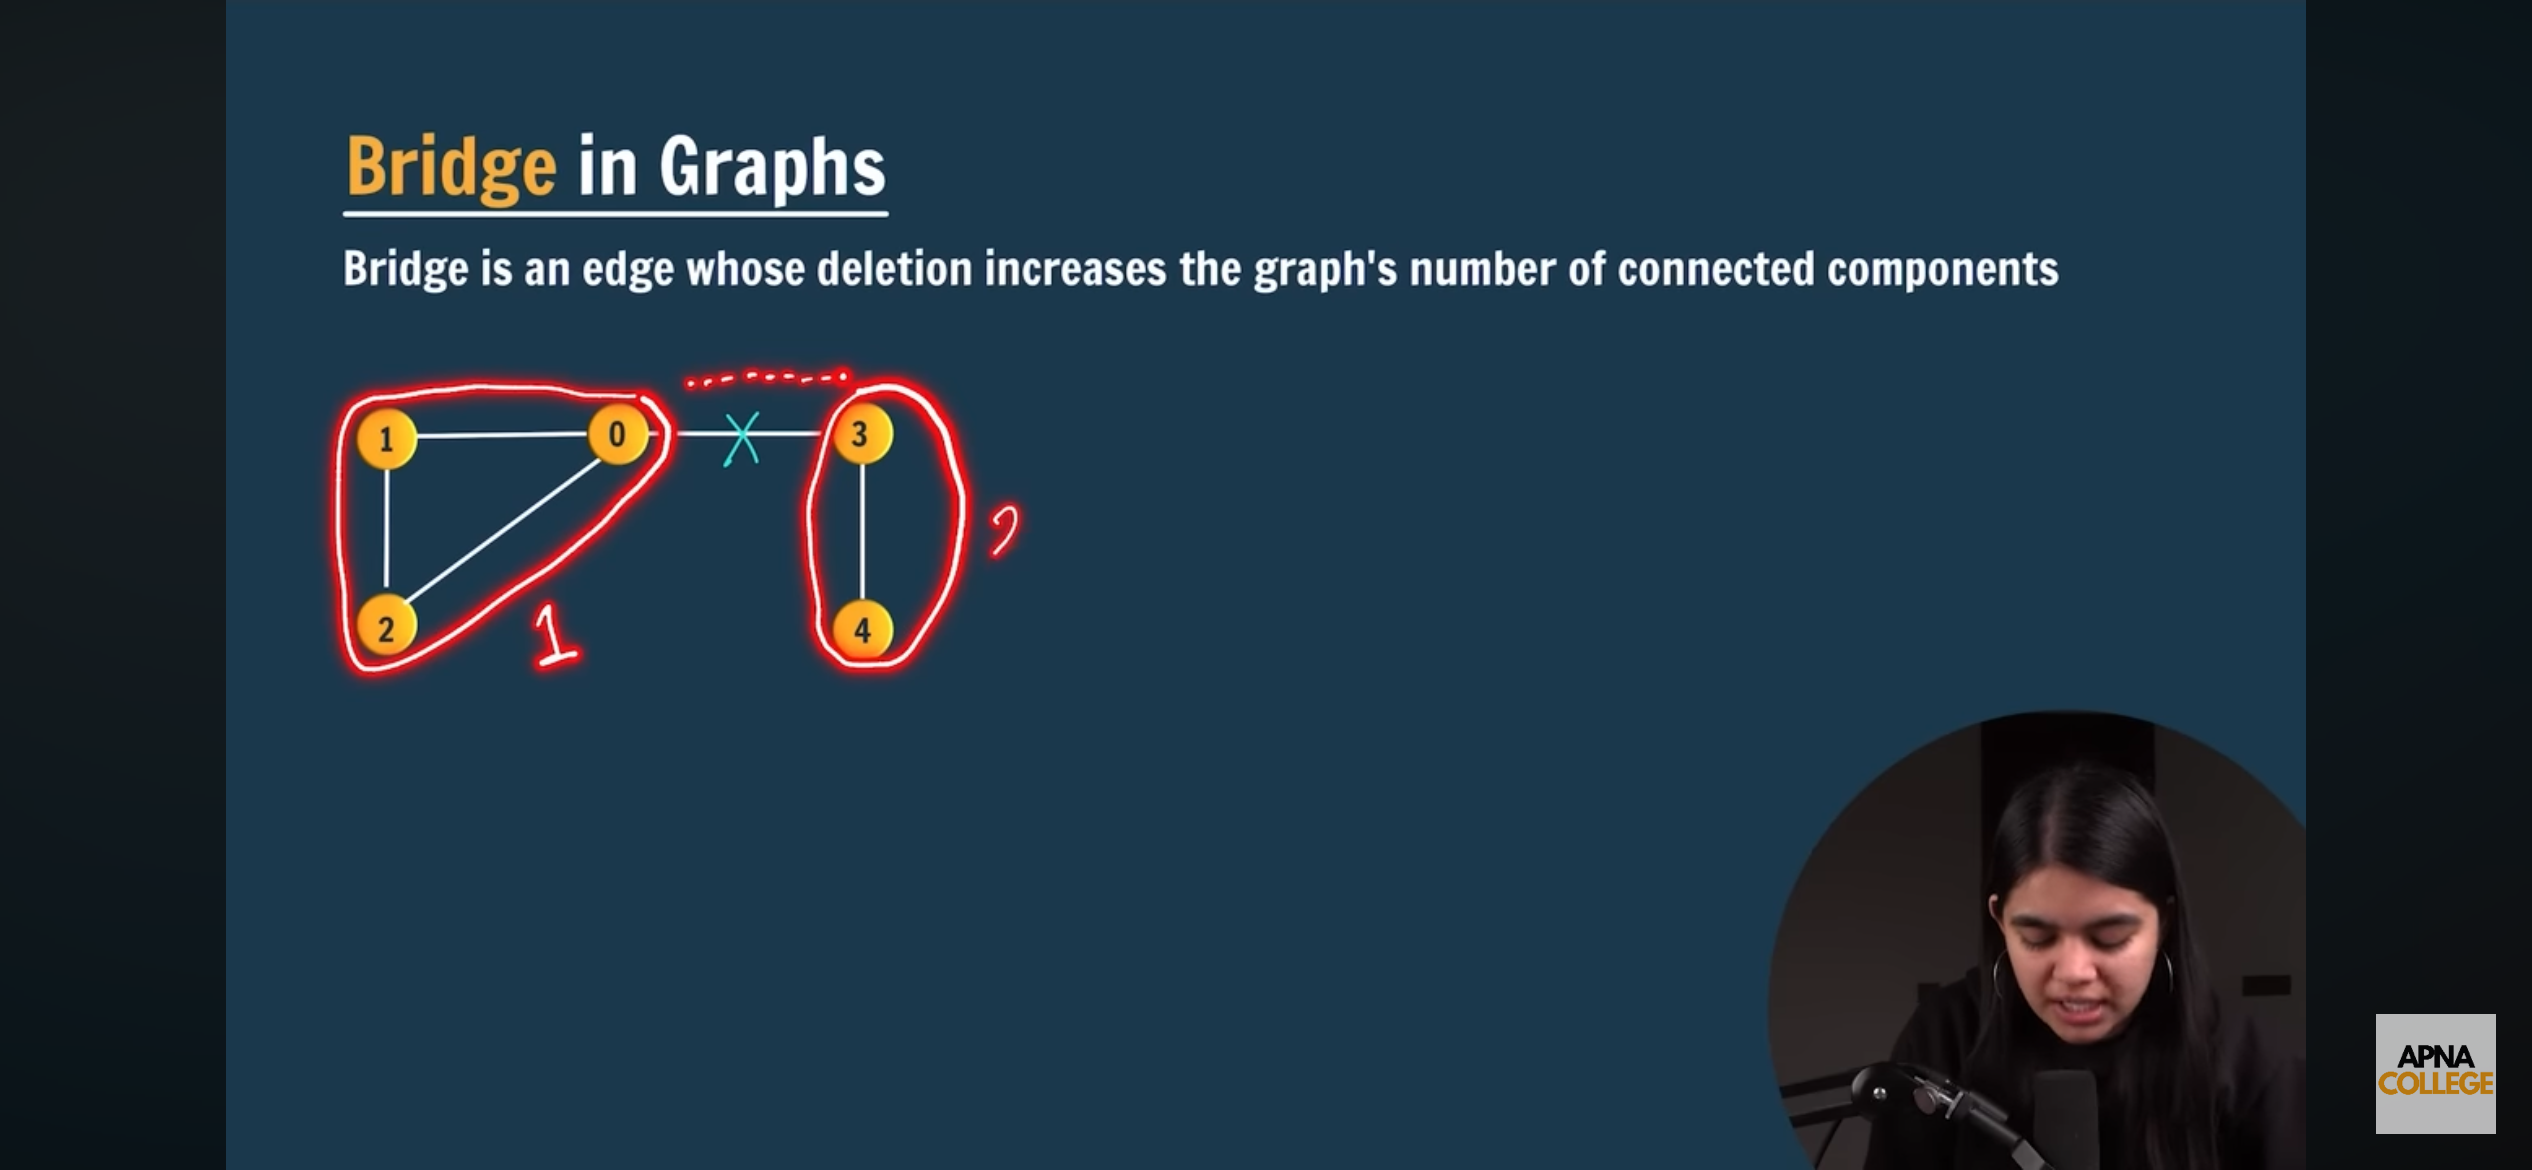 Bridge in Graphs
Bridge is an edge whose deletion increases the graph's number of connected components
1
0
3
2
4
1
APNA
COLLEGE